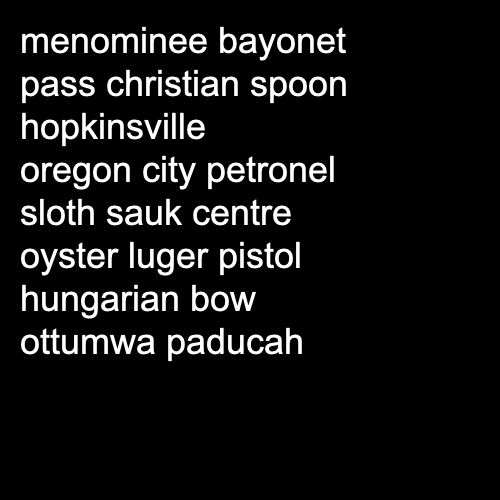 menominee bayonet
pass christian spoon
hopkinsville
oregon city petronel
sloth sauk centre
oyster luger pistol
hungarian bow
ottumwa paducah